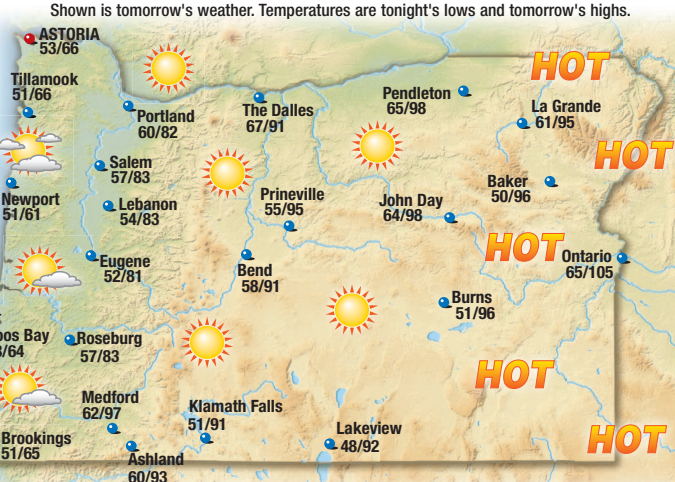 Shown is tomorrow's weather. Temperatures are tonight's lows and tomorrow's highs.
ASTORIA
53/66
Tillamook
51/66
Portland
60/82
The Dalles
67/91
Pendleton
65/98
HOT
La Grande
61/95
HOT
Salem
57/83
Newport
51/61
Lebanon
54/83
Prineville
55/95
John Day
64/98
Baker
50/96
HOT
Ontario
65/105
Eugene
52/81
Bend
58/91
Burns
51/96
Bay
/64
Roseburg
57/83
HOT
Medford
62/97
Klamath Falls
51/91
Lakeview
48/92
HOT
Brookings
51/65
Ashland
60/93